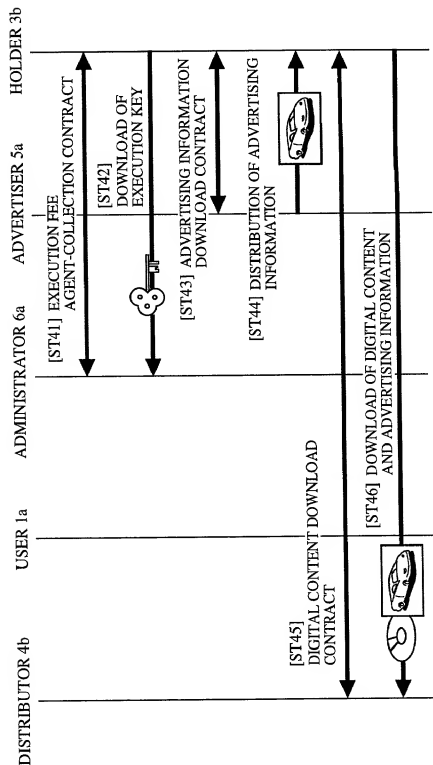 DISTRIBUTOR 4b
USER 1a
ADMINISTRATOR 6a
ADVERTISER 5a
HOLDER 3b
[ST41] EXECUTION FEE
AGENT-COLLECTION CONTRACT
[ST42]
DOWNLOAD OF
EXECUTION KEY
[ST43] ADVERTISING INFORMATION
DOWNLOAD CONTRACT
[ST44] DISTRIBUTION OF ADVERTISING
INFORMATION
[ST45]
DIGITAL CONTENT DOWNLOAD
CONTRACT
[ST46] DOWNLOAD OF DIGITAL CONTENT
AND ADVERTISING INFORMATION